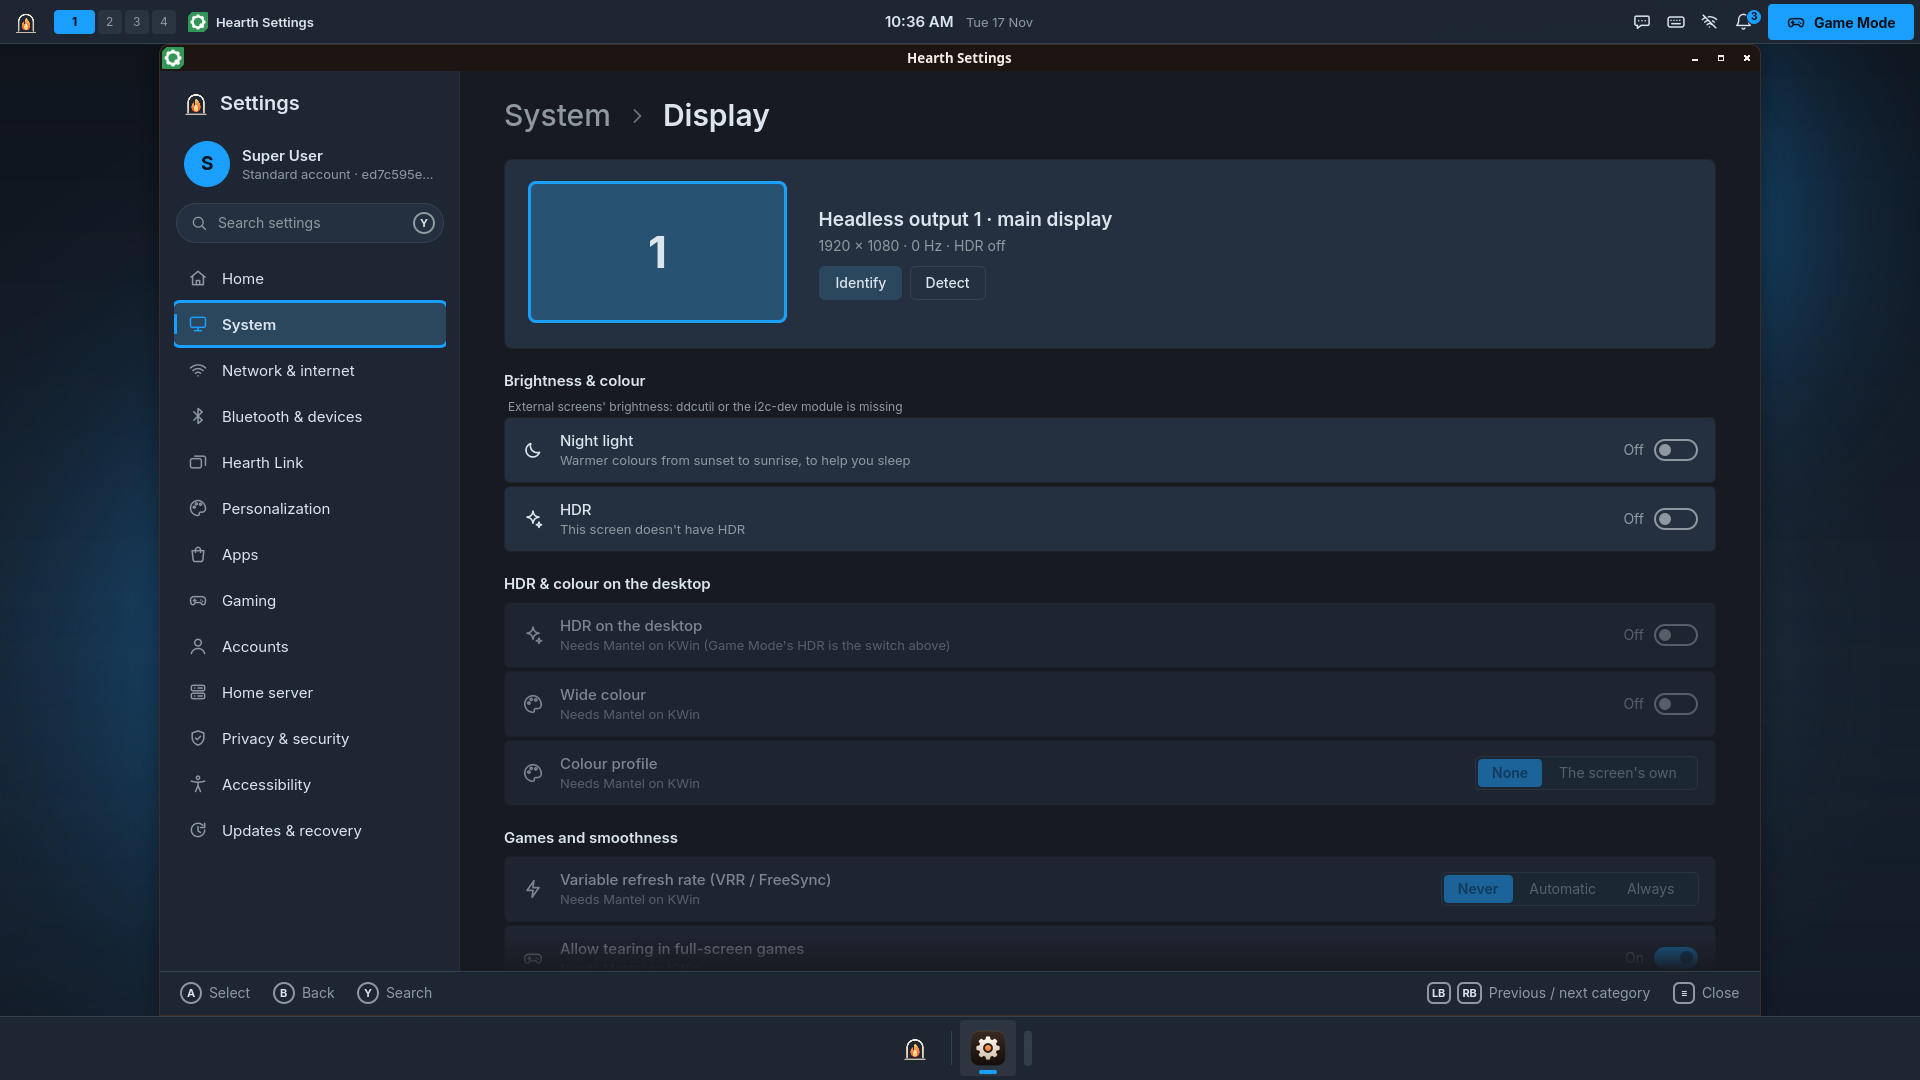 1
2
3
4
Hearth Settings
10:36 AM
Tue 17 Nov
3
Game Mode
Hearth Settings
Settings
S
Super User
Standard account · ed7c595e...
Search settings
Y
Home
System
Network & internet
Bluetooth & devices
Hearth Link
Personalization
Apps
Gaming
Accounts
Home server
Privacy & security
Accessibility
Updates & recovery
System
Display
1
Headless output 1 · main display
1920 × 1080 · 0 Hz · HDR off
Identify
Detect
Brightness & colour
External screens' brightness: ddcutil or the i2c-dev module is missing
Night light
Warmer colours from sunset to sunrise, to help you sleep
Off
HDR
This screen doesn't have HDR
Off
HDR & colour on the desktop
HDR on the desktop
Needs Mantel on KWin (Game Mode's HDR is the switch above)
Off
Wide colour
Needs Mantel on KWin
Off
Colour profile
Needs Mantel on KWin
None
The screen's own
Games and smoothness
Variable refresh rate (VRR / FreeSync)
Needs Mantel on KWin
Never
Automatic
Always
Allow tearing in full-screen games
On
A Select
B Back
Y Search
LB RB Previous / next category
Close